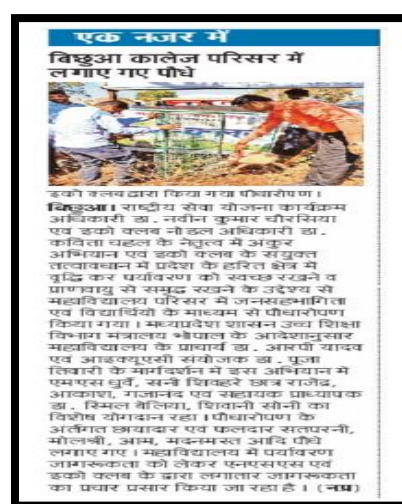 एक नजर में
बिछुआ कालेज परिसर में
लगाए गए पौधे
इको क्लब द्वारा किया गया पौधारोपण।
बिछुआ। राष्ट्रीय सेवा योजना कार्यक्रम
अधिकारी डा. नवीन कुमार चौरसिया
एवं इको क्लब नोडल अधिकारी डा.
कविता चहल के नेतृत्व में अंकुर
अभियान एवं इको क्लब के संयुक्त
तत्वावधान में प्रदेश के हरित क्षेत्र में
वृद्धि कर पर्यावरण को स्वच्छ रखने व
प्राणवायु से समृद्ध रखने के उद्देश्य से
महाविद्यालय परिसर में जनसहभागिता
एवं विद्यार्थियों के माध्यम से पौधारोपण
किया गया। मध्यप्रदेश शासन उच्च शिक्षा
विभाग मंत्रालय भोपाल के आदेशानुसार
महाविद्यालय के प्राचार्य डा. आरपी यादव
एवं आइक्यूएसी संयोजक डा. पूजा
तिवारी के मार्गदर्शन में इस अभियान में
एमएस धुर्वे, सनी शिवहरे छात्र राजेंद्र,
आकाश, गजानंद एवं सहायक प्राध्यापक
डा. स्मिल बेलिया, शिवानी सोनी का
विशेष योगदान रहा। पौधारोपण के
अर्तगत छायादार एवं फलदार सतपरनी,
मोलश्री, आम, मदनमस्त आदि पौधे
लगाए गए। महाविद्यालय में पर्यावरण
जागरूकता को लेकर एनएसएस एवं
इको क्लब के द्वारा लगातार जागरूकता
का प्रचार प्रसार किया जा रहा है। (नप्र)